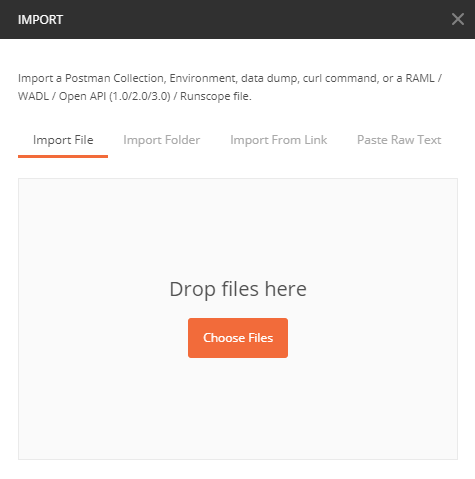 IMPORT
Import a Postman Collection, Environment, data dump, curl command, or a RAML /
WADL / Open API (1.0/2.0/3.0) / Runscope file.
Import File Import Folder Import From Link Paste Raw Text
Drop files here
Choose Files